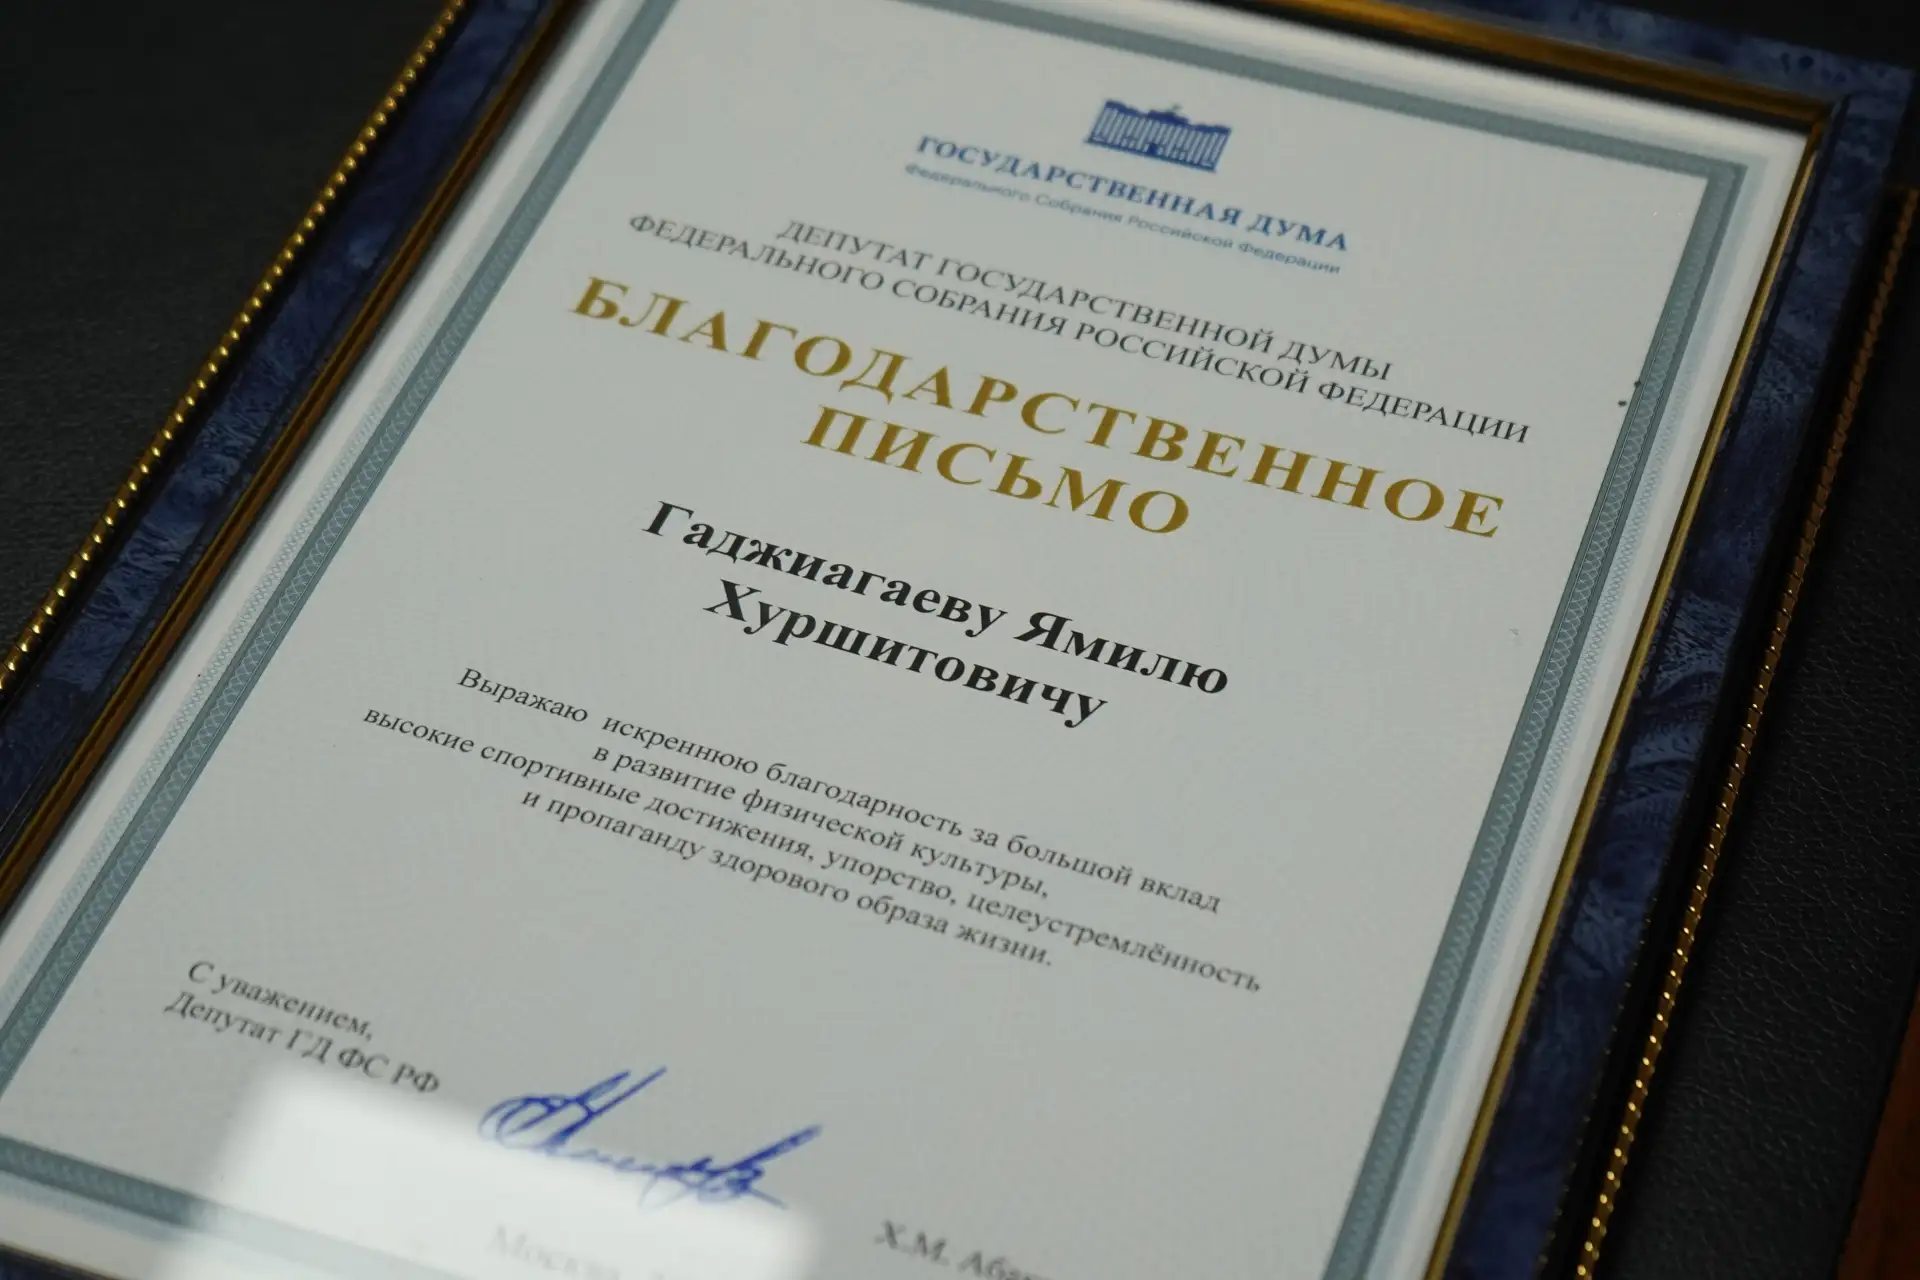 ГОСУДАРСТВЕННАЯ ДУМА
Федерального Собрания Российской Федерации
ДЕПУТАТ ГОСУДАРСТВЕННОЙ ДУМЫ
ФЕДЕРАЛЬНОГО СОБРАНИЯ РОССИЙСКОЙ ФЕДЕРАЦИИ
БЛАГОДАРСТВЕННОЕ
ПИСЬМО
Гаджиагаеву Ямилю
Хуршитовичу
Выражаю искреннюю благодарность за большой вклад
в развитие физической культуры,
высокие спортивные достижения, упорство, целеустремлённость
и пропаганду здорового образа жизни.
С уважением,
Депутат ГД ФС РФ
Х.М.
Москва